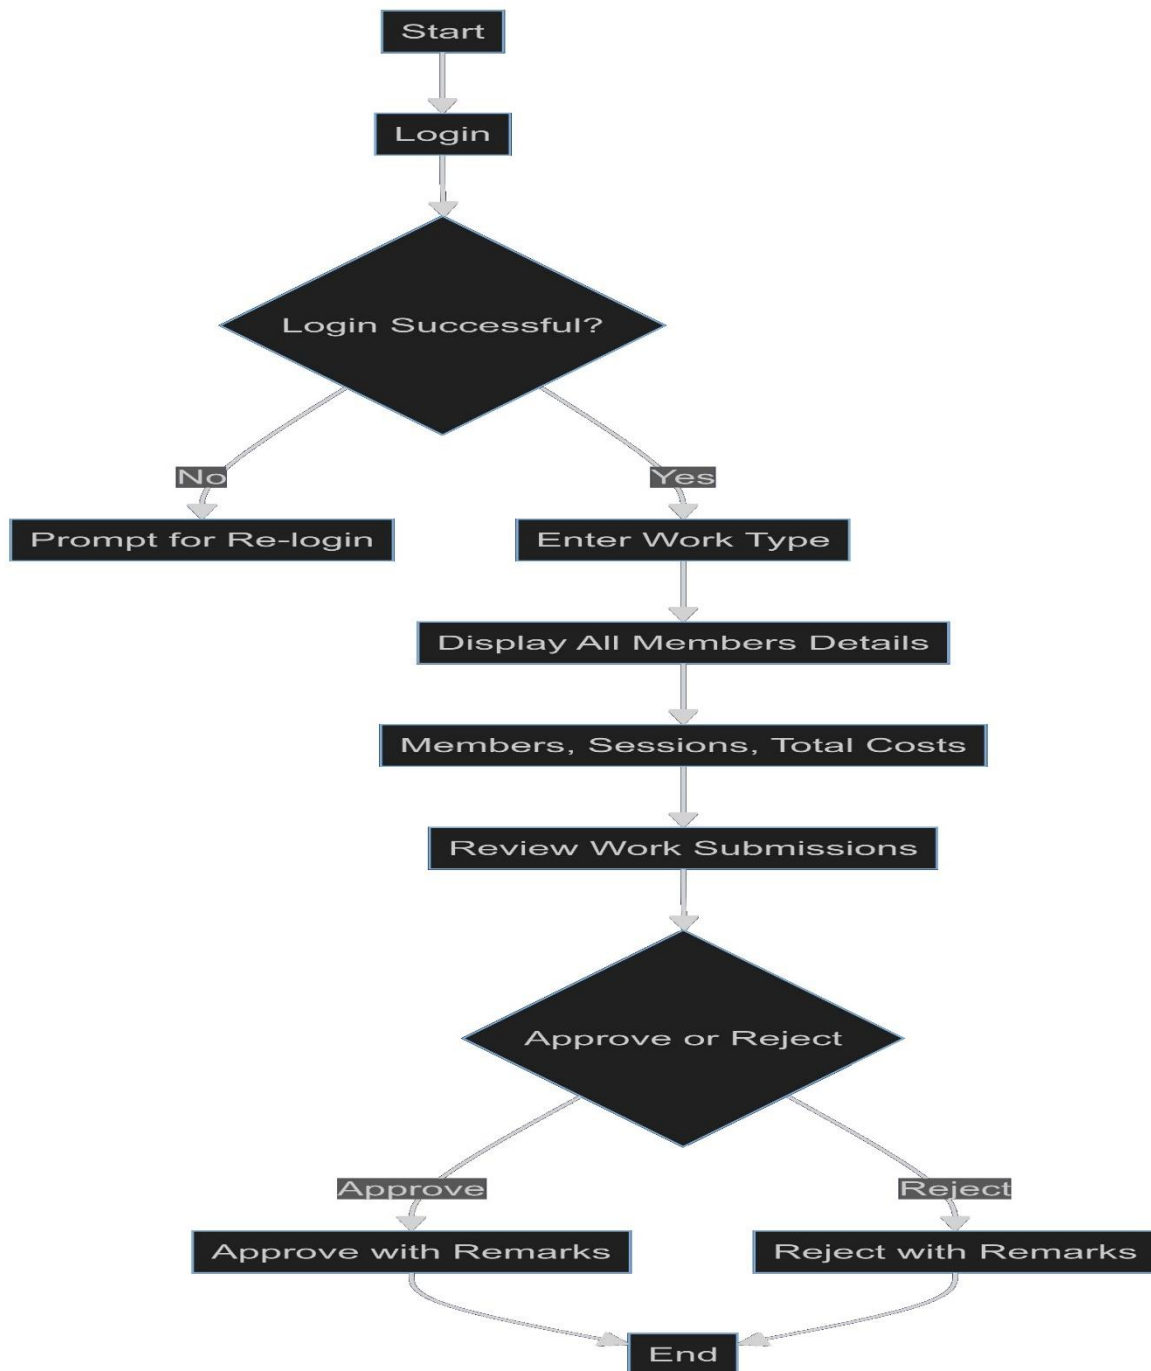 Start
Login
Login Successful?
No
Yes
Prompt for Re-login
Enter Work Type
Display All Members Details
Members, Sessions, Total Costs
Review Work Submissions
Approve or Reject
Approve
Reject
Approve with Remarks
Reject with Remarks
End